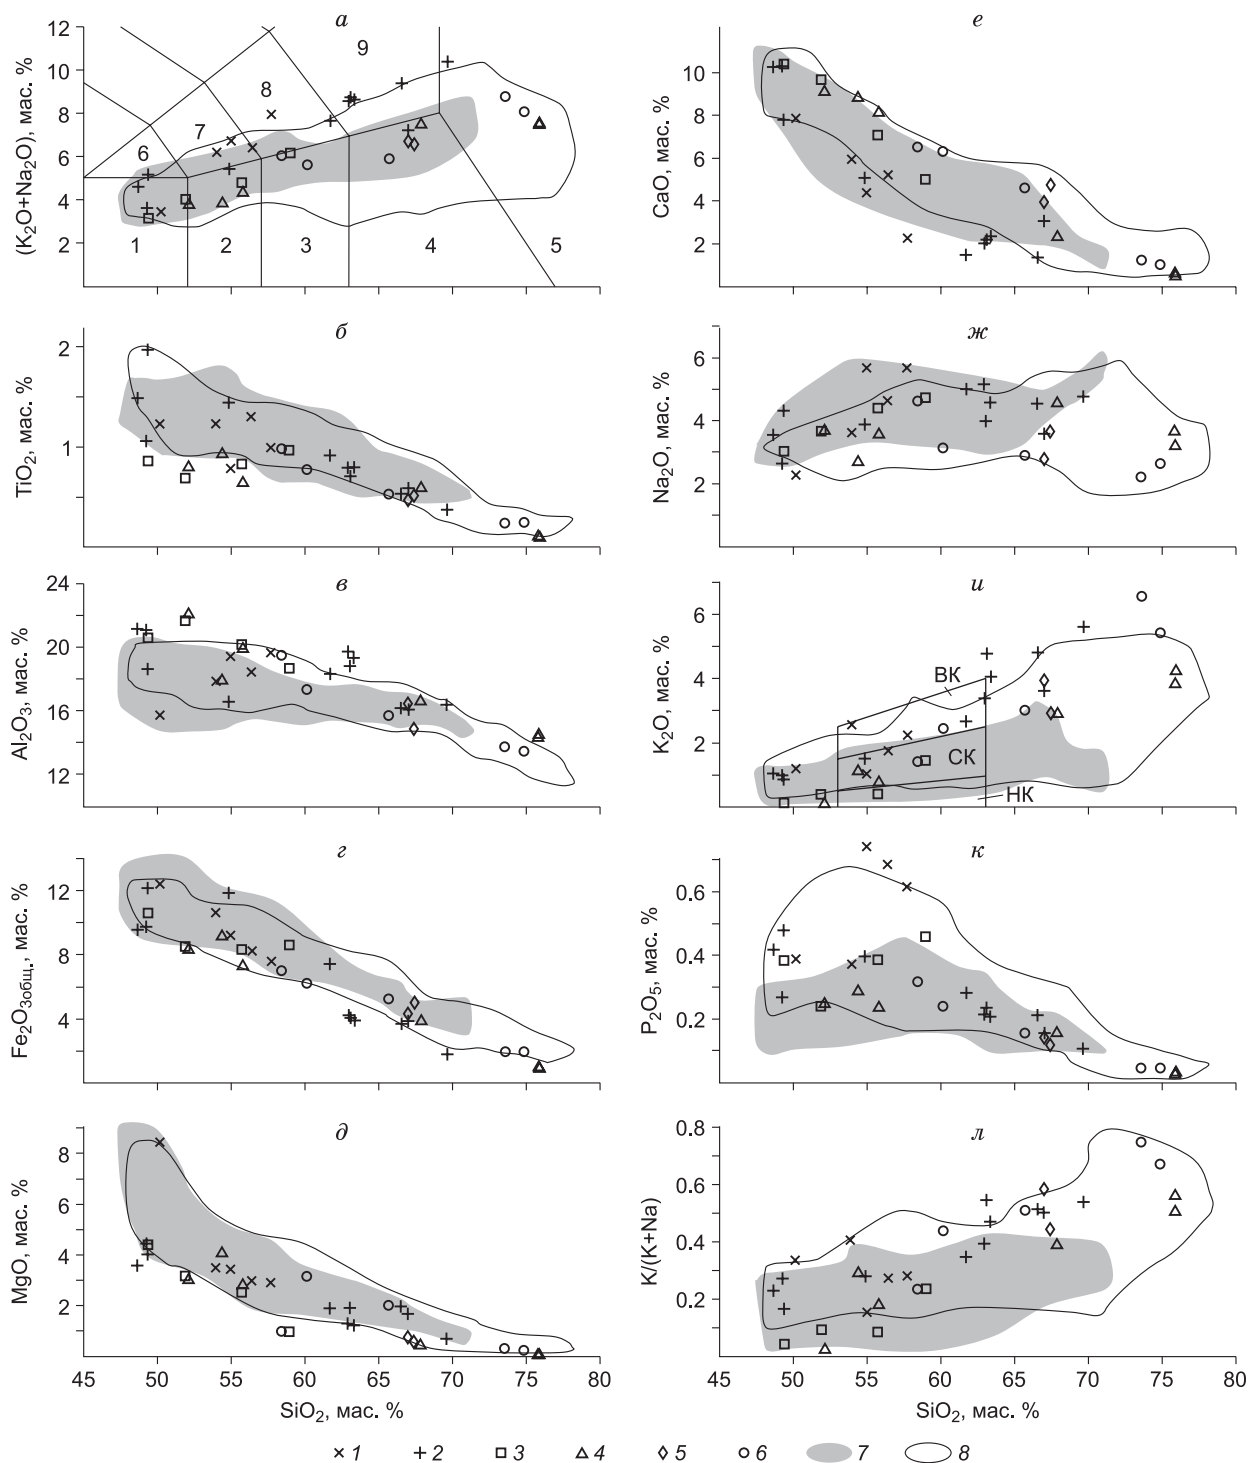 а
(K₂O+Na₂O), мас. %
12
10
8
6
4
2
6
7
8
9
1
2
3
4
5
е
CaO, мас. %
10
8
6
4
2
б
TiO₂, мас. %
2
1
ж
Na₂O, мас. %
6
4
2
в
Al₂O₃, мас. %
24
20
16
12
и
K₂O, мас. %
6
4
2
ВК
СК
НК
г
Fe₂O₃общ., мас. %
12
8
4
к
P₂O₅, мас. %
0.6
0.4
0.2
д
MgO, мас. %
8
6
4
2
45 50 55 60 65 70 75 80
SiO₂, мас. %
л
K/(K+Na)
0.8
0.6
0.4
0.2
45 50 55 60 65 70 75 80
SiO₂, мас. %
1 2 3 4 5 6 7 8